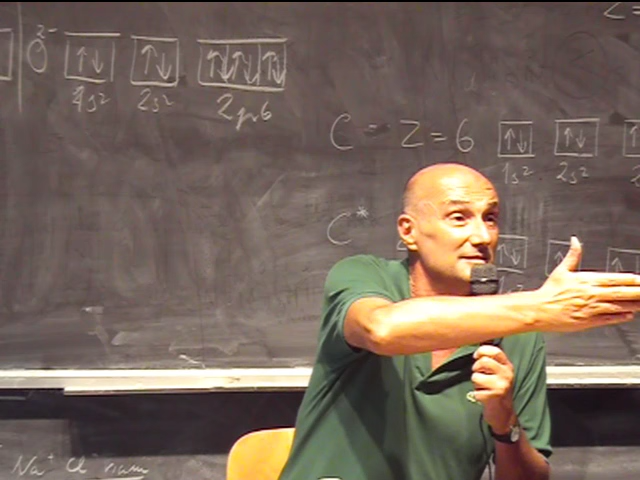 O²⁻ ↑↓ ↑↓ ↑↓ ↑↓ ↑↓
1s² 2s² 2p6
Z=
C - Z = 6 ↑↓ ↑↓
1s² 2s²
C* ↑↓
Na⁺ Cl⁻